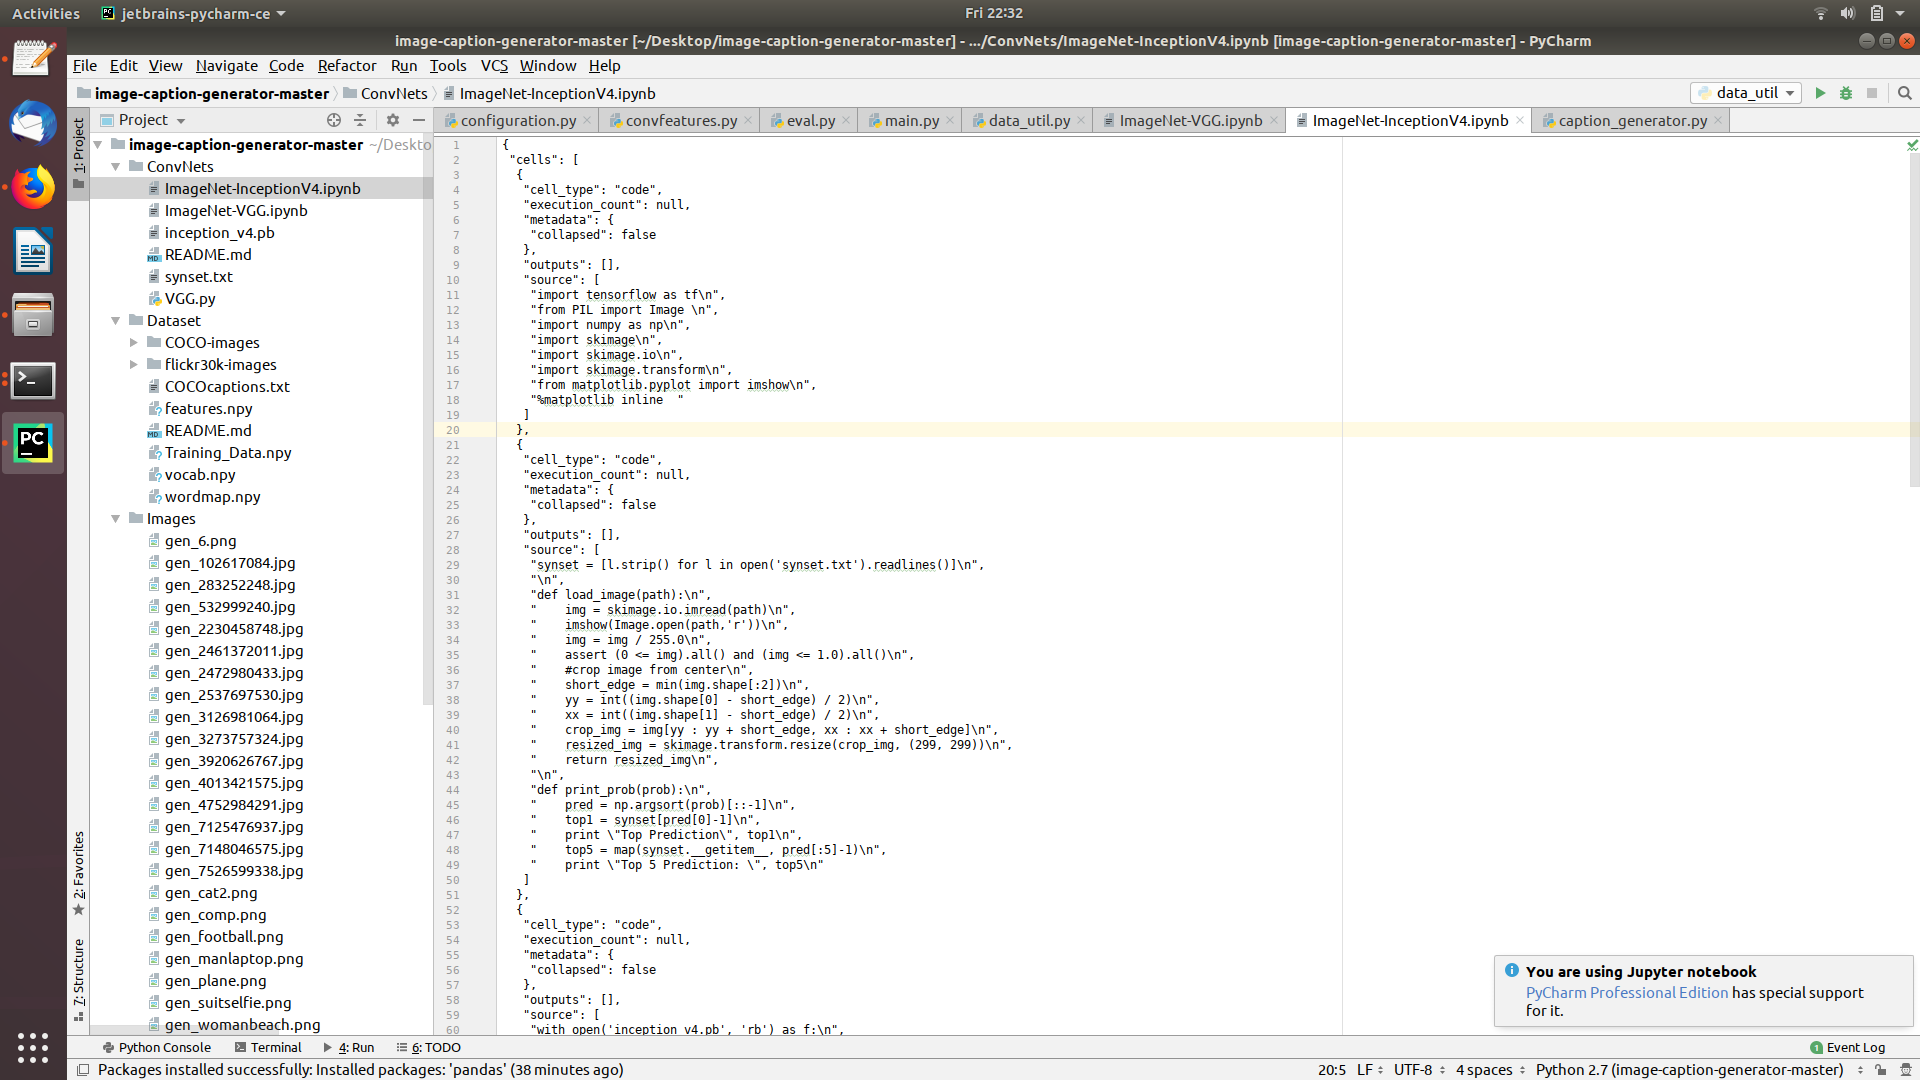 Activities
jetbrains-pycharm-ce
Fri 22:32
image-caption-generator-master [~/Desktop/image-caption-generator-master] - .../ConvNets/ImageNet-InceptionV4.ipynb [image-caption-generator-master] - PyCharm
File Edit View Navigate Code Refactor Run Tools VCS Window Help
image-caption-generator-master ConvNets ImageNet-InceptionV4.ipynb
data_util
1: Project
Project
configuration.py convfeatures.py eval.py main.py data_util.py ImageNet-VGG.ipynb ImageNet-InceptionV4.ipynb caption_generator.py
image-caption-generator-master ~/Deskto
ConvNets
ImageNet-InceptionV4.ipynb
ImageNet-VGG.ipynb
inception_v4.pb
README.md
synset.txt
VGG.py
Dataset
COCO-images
flickr30k-images
COCOcaptions.txt
features.npy
README.md
Training_Data.npy
vocab.npy
wordmap.npy
Images
gen_6.png
gen_102617084.jpg
gen_283252248.jpg
gen_532999240.jpg
gen_2230458748.jpg
gen_2461372011.jpg
gen_2472980433.jpg
gen_2537697530.jpg
gen_3126981064.jpg
gen_3273757324.jpg
gen_3920626767.jpg
gen_4013421575.jpg
gen_4752984291.jpg
gen_7125476937.jpg
gen_7148046575.jpg
gen_7526599338.jpg
gen_cat2.png
gen_comp.png
gen_football.png
gen_manlaptop.png
gen_plane.png
gen_suitselfie.png
gen_womanbeach.png
2: Favorites
7: Structure
1 {
2 "cells": [
3 {
4 "cell_type": "code",
5 "execution_count": null,
6 "metadata": {
7 "collapsed": false
8 },
9 "outputs": [],
10 "source": [
11 "import tensorflow as tf\n",
12 "from PIL import Image \n",
13 "import numpy as np\n",
14 "import skimage\n",
15 "import skimage.io\n",
16 "import skimage.transform\n",
17 "from matplotlib.pyplot import imshow\n",
18 "%matplotlib inline  "
19 ]
20 },
21 {
22 "cell_type": "code",
23 "execution_count": null,
24 "metadata": {
25 "collapsed": false
26 },
27 "outputs": [],
28 "source": [
29 "synset = [l.strip() for l in open('synset.txt').readlines()]\n",
30 "\n",
31 "def load_image(path):\n",
32 "    img = skimage.io.imread(path)\n",
33 "    imshow(Image.open(path,'r'))\n",
34 "    img = img / 255.0\n",
35 "    assert (0 <= img).all() and (img <= 1.0).all()\n",
36 "    #crop image from center\n",
37 "    short_edge = min(img.shape[:2])\n",
38 "    yy = int((img.shape[0] - short_edge) / 2)\n",
39 "    xx = int((img.shape[1] - short_edge) / 2)\n",
40 "    crop_img = img[yy : yy + short_edge, xx : xx + short_edge]\n",
41 "    resized_img = skimage.transform.resize(crop_img, (299, 299))\n",
42 "    return resized_img\n",
43 "\n",
44 "def print_prob(prob):\n",
45 "    pred = np.argsort(prob)[::-1]\n",
46 "    top1 = synset[pred[0]-1]\n",
47 "    print \"Top Prediction\", top1\n",
48 "    top5 = map(synset.__getitem__, pred[:5]-1)\n",
49 "    print \"Top 5 Prediction: \", top5\n"
50 ]
51 },
52 {
53 "cell_type": "code",
54 "execution_count": null,
55 "metadata": {
56 "collapsed": false
57 },
58 "outputs": [],
59 "source": [
60 "with open('inception_v4.pb', 'rb') as f:\n",
You are using Jupyter notebook
PyCharm Professional Edition has special support
for it.
Python Console Terminal 4: Run 6: TODO
1 Event Log
Packages installed successfully: Installed packages: 'pandas' (38 minutes ago)
20:5 LF UTF-8 4 spaces Python 2.7 (image-caption-generator-master)